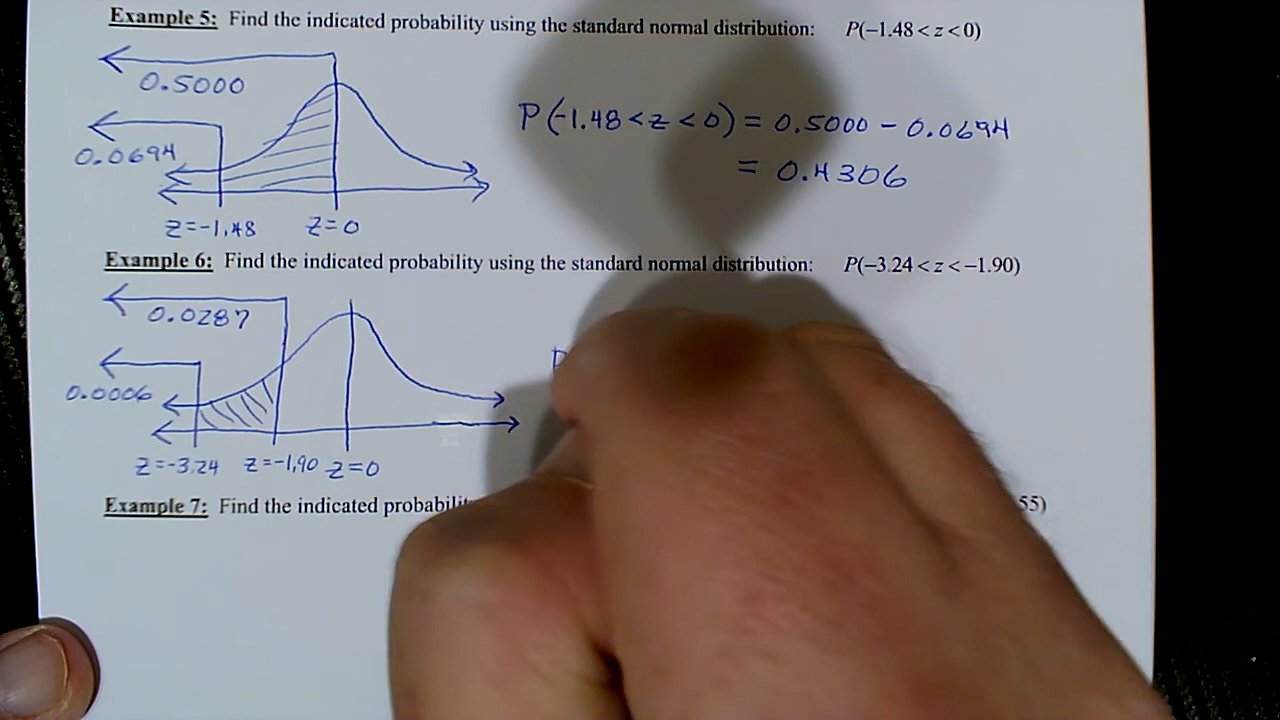 Example 5: Find the indicated probability using the standard normal distribution: P(−1.48 < z < 0)
0.5000
P(-1.48 < z < 0) = 0.5000 - 0.0694
0.0694
= 0.4306
z=-1.48 z=0
Example 6: Find the indicated probability using the standard normal distribution: P(−3.24 < z < −1.90)
0.0287
P
0.0006
z=-3.24 z=-1.90 z=0
Example 7: Find the indicated 55)